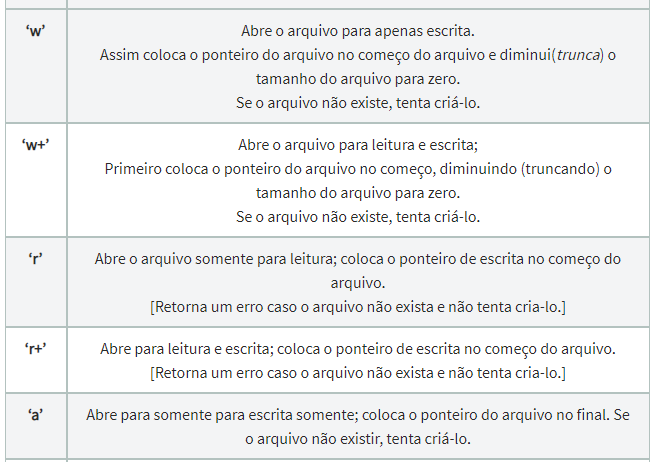 ‘w’
Abre o arquivo para apenas escrita.
Assim coloca o ponteiro do arquivo no começo do arquivo e diminui(trunca) o
tamanho do arquivo para zero.
Se o arquivo não existe, tenta criá-lo.
‘w+’
Abre o arquivo para leitura e escrita;
Primeiro coloca o ponteiro do arquivo no começo, diminuindo (truncando) o
tamanho do arquivo para zero.
Se o arquivo não existe, tenta criá-lo.
‘r’
Abre o arquivo somente para leitura; coloca o ponteiro de escrita no começo do
arquivo.
[Retorna um erro caso o arquivo não exista e não tenta cria-lo.]
‘r+’
Abre para leitura e escrita; coloca o ponteiro de escrita no começo do arquivo.
[Retorna um erro caso o arquivo não exista e não tenta cria-lo.]
‘a’
Abre para somente para escrita somente; coloca o ponteiro do arquivo no final. Se
o arquivo não existir, tenta criá-lo.